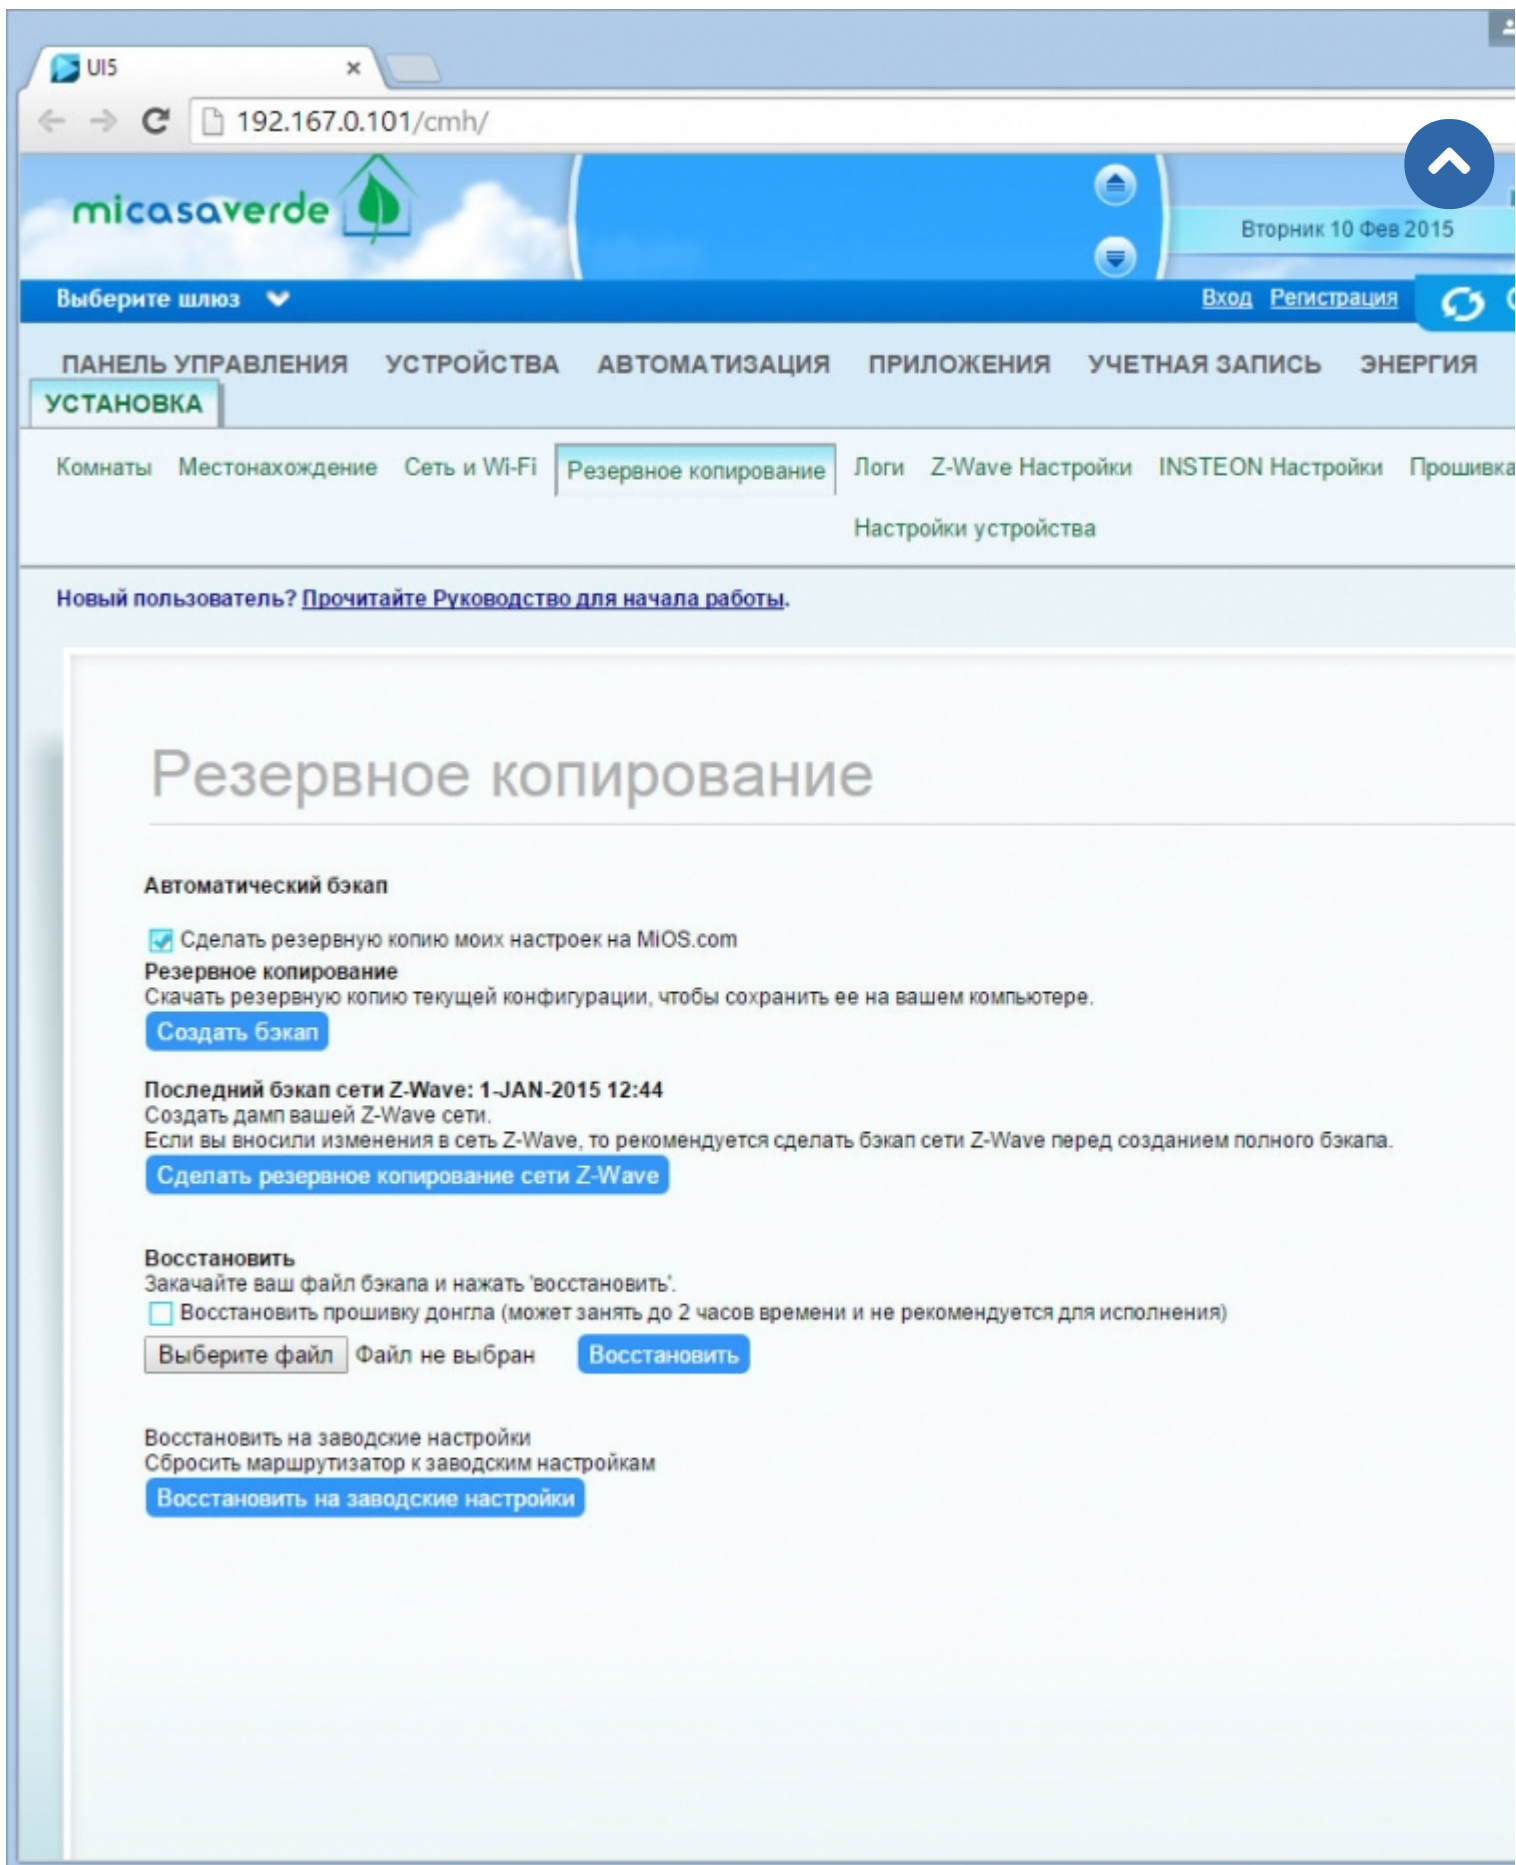 UI5
192.167.0.101/cmh/
micasaverde
Вторник 10 Фев 2015
Выберите шлюз
Вход Регистрация
ПАНЕЛЬ УПРАВЛЕНИЯ УСТРОЙСТВА АВТОМАТИЗАЦИЯ ПРИЛОЖЕНИЯ УЧЕТНАЯ ЗАПИСЬ ЭНЕРГИЯ
УСТАНОВКА
Комнаты Местонахождение Сеть и Wi-Fi Резервное копирование Логи Z-Wave Настройки INSTEON Настройки Прошивка
Настройки устройства
Новый пользователь? Прочитайте Руководство для начала работы.
Резервное копирование
Автоматический бэкап
Сделать резервную копию моих настроек на MiOS.com
Резервное копирование
Скачать резервную копию текущей конфигурации, чтобы сохранить ее на вашем компьютере.
Создать бэкап
Последний бэкап сети Z-Wave: 1-JAN-2015 12:44
Создать дамп вашей Z-Wave сети.
Если вы вносили изменения в сеть Z-Wave, то рекомендуется сделать бэкап сети Z-Wave перед созданием полного бэкапа.
Сделать резервное копирование сети Z-Wave
Восстановить
Закачайте ваш файл бэкапа и нажать 'восстановить'.
Восстановить прошивку донгла (может занять до 2 часов времени и не рекомендуется для исполнения)
Выберите файл Файл не выбран Восстановить
Восстановить на заводские настройки
Сбросить маршрутизатор к заводским настройкам
Восстановить на заводские настройки